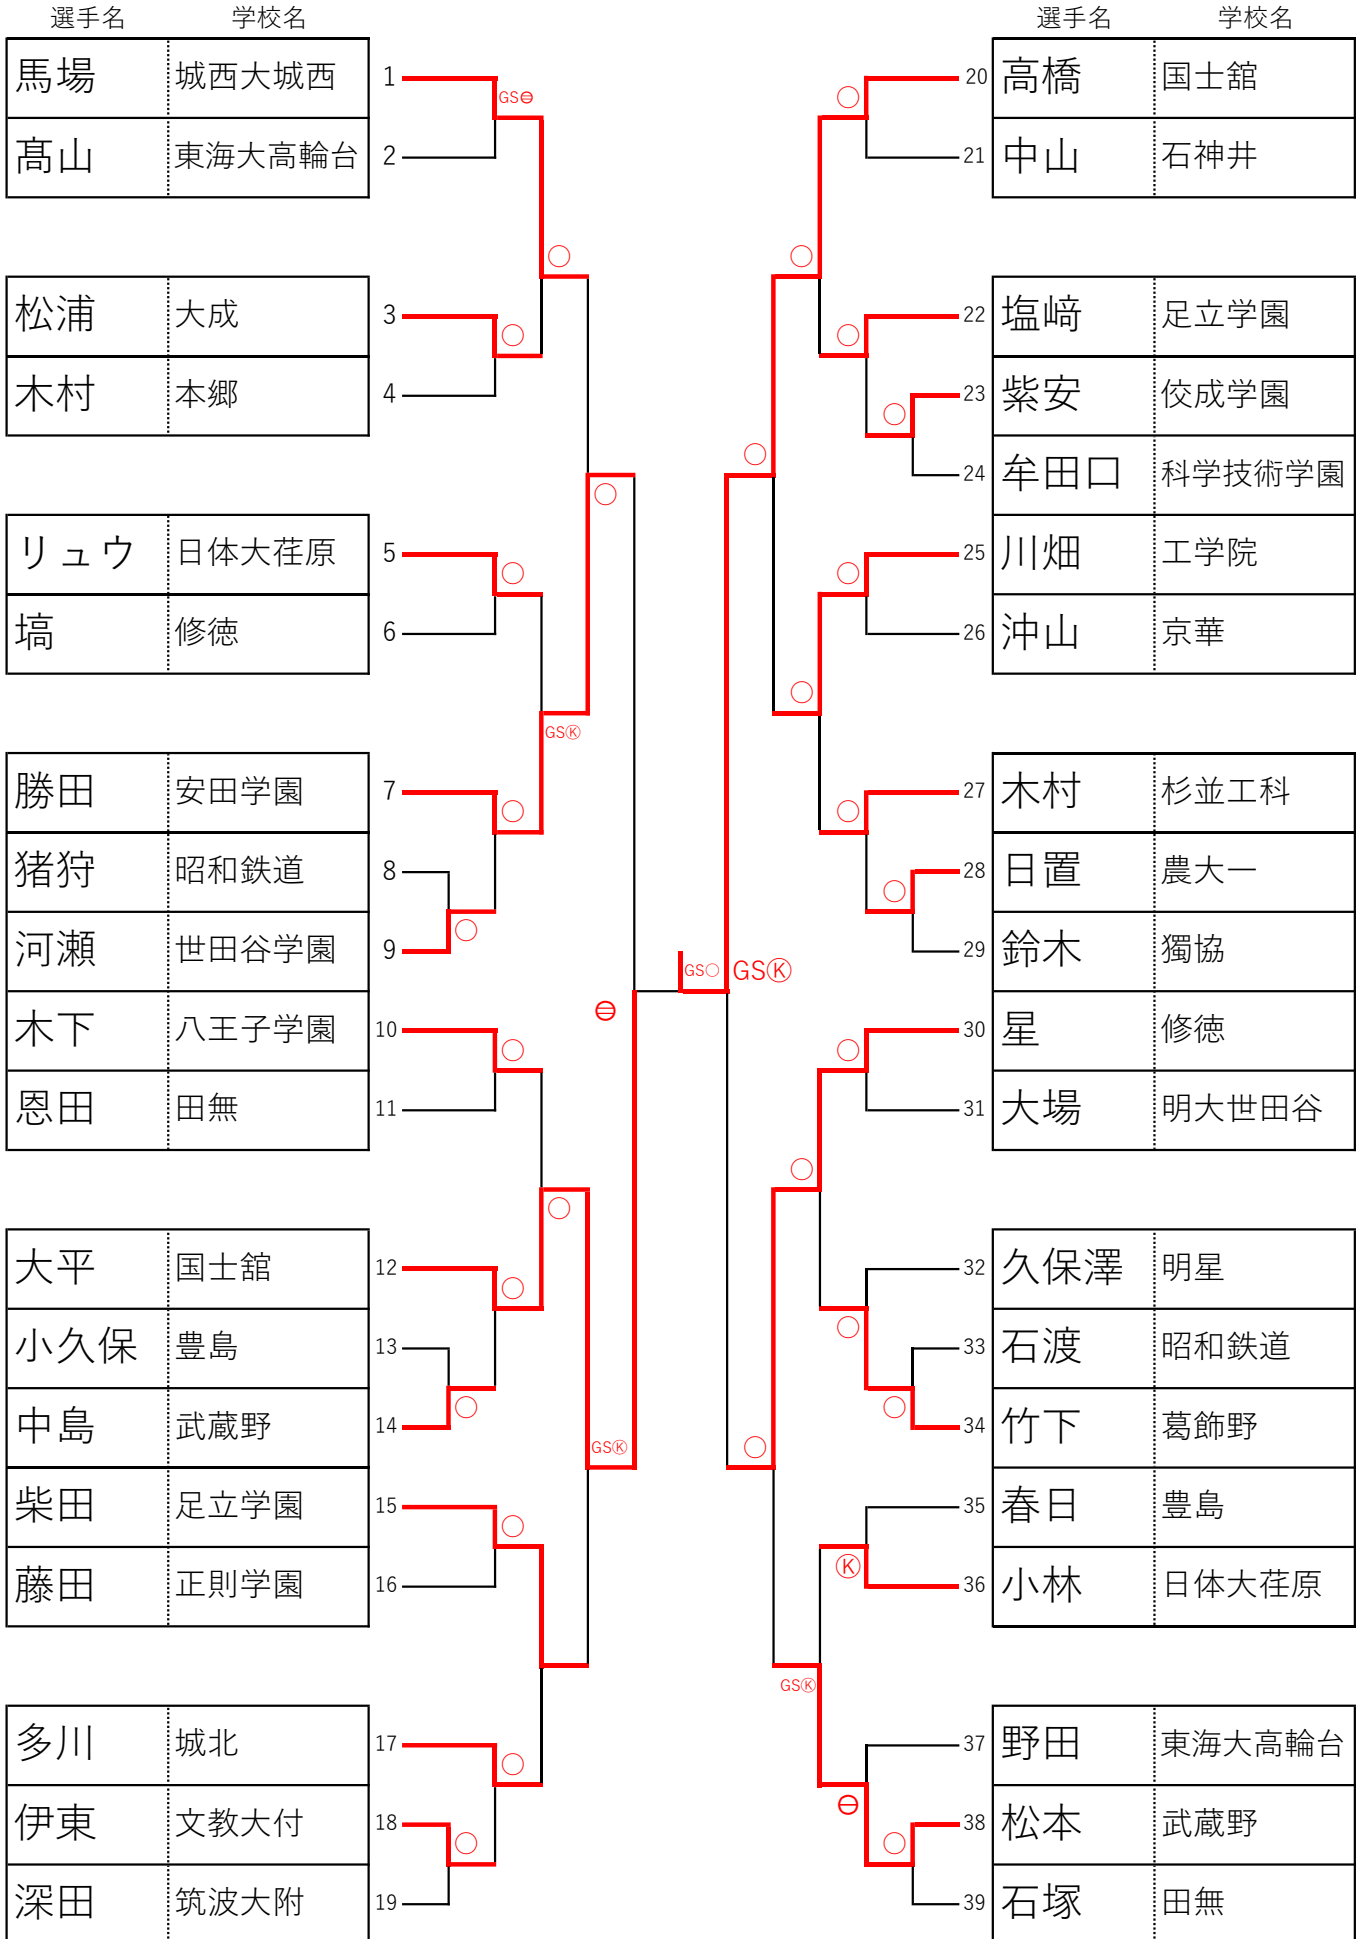 選手名 学校名
馬場 城西大城西 1
髙山 東海大高輪台 2
松浦 大成 3
木村 本郷 4
リュウ 日体大荏原 5
塙 修徳 6
勝田 安田学園 7
猪狩 昭和鉄道 8
河瀬 世田谷学園 9
木下 八王子学園 10
恩田 田無 11
大平 国士舘 12
小久保 豊島 13
中島 武蔵野 14
柴田 足立学園 15
藤田 正則学園 16
多川 城北 17
伊東 文教大付 18
深田 筑波大附 19
GS⊖
○
○
○
○
GSⓀ
○
○
○
⊖
○
○
○
GSⓀ
○
○
○
GS○ GSⓀ
選手名 学校名
20 高橋 国士舘
21 中山 石神井
22 塩﨑 足立学園
23 紫安 佼成学園
24 牟田口 科学技術学園
25 川畑 工学院
26 沖山 京華
27 木村 杉並工科
28 日置 農大一
29 鈴木 獨協
30 星 修徳
31 大場 明大世田谷
32 久保澤 明星
33 石渡 昭和鉄道
34 竹下 葛飾野
35 春日 豊島
36 小林 日体大荏原
37 野田 東海大高輪台
38 松本 武蔵野
39 石塚 田無
○
○
○
○
○
○
○
○
○
○
○
○
○
○
Ⓚ
GSⓀ
⊖
○